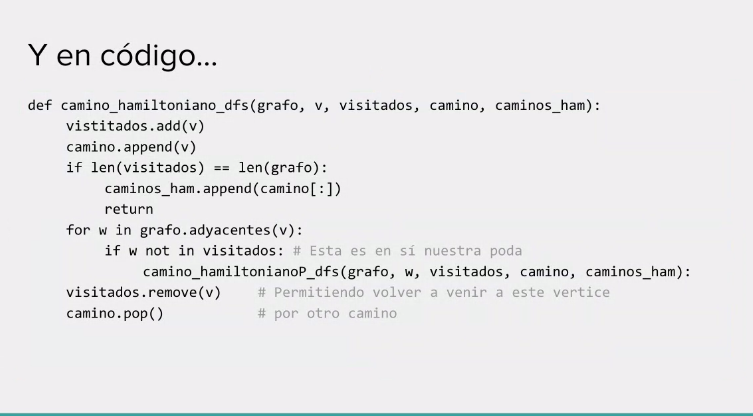 Y en código...
def camino_hamiltoniano_dfs(grafo, v, visitados, camino, caminos_ham):
vistitados.add(v)
camino.append(v)
if len(visitados) == len(grafo):
caminos_ham.append(camino[:])
return
for w in grafo.adyacentes(v):
if w not in visitados: # Esta es en sí nuestra poda
camino_hamiltonianoP_dfs(grafo, w, visitados, camino, caminos_ham):
visitados.remove(v) # Permitiendo volver a venir a este vertice
camino.pop() # por otro camino